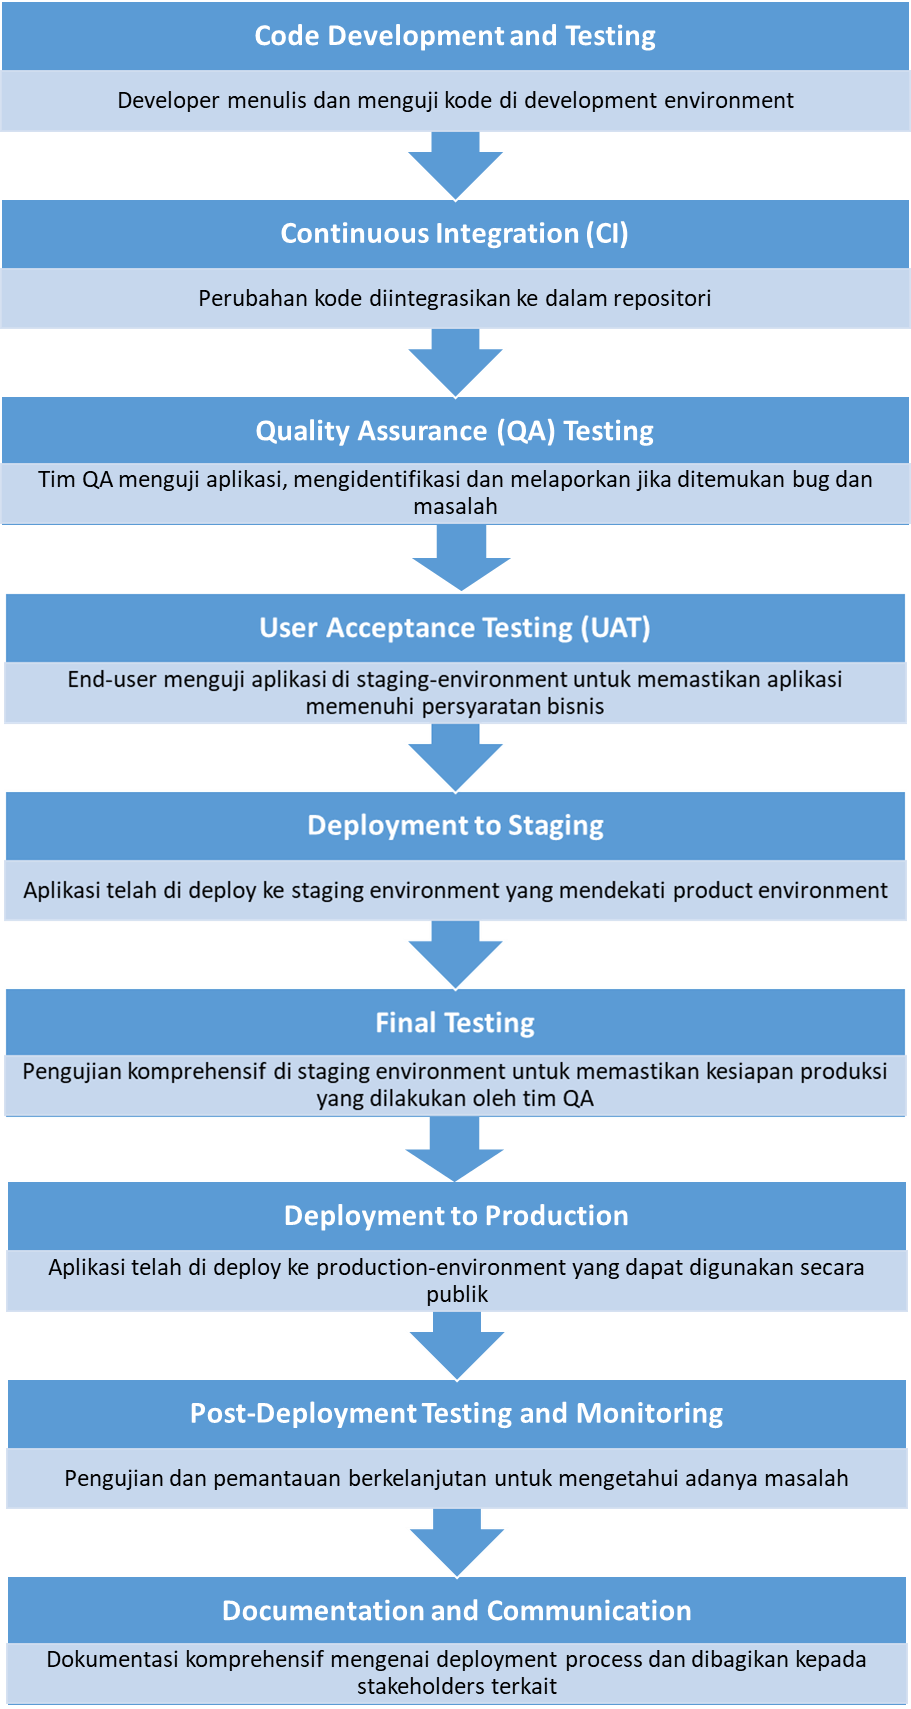 Code Development and Testing
Developer menulis dan menguji kode di development environment
Continuous Integration (CI)
Perubahan kode diintegrasikan ke dalam repositori
Quality Assurance (QA) Testing
Tim QA menguji aplikasi, mengidentifikasi dan melaporkan jika ditemukan bug dan
masalah
User Acceptance Testing (UAT)
End-user menguji aplikasi di staging-environment untuk memastikan aplikasi
memenuhi persyaratan bisnis
Deployment to Staging
Aplikasi telah di deploy ke staging environment yang mendekati product environment
Final Testing
Pengujian komprehensif di staging environment untuk memastikan kesiapan produksi
yang dilakukan oleh tim QA
Deployment to Production
Aplikasi telah di deploy ke production-environment yang dapat digunakan secara
publik
Post-Deployment Testing and Monitoring
Pengujian dan pemantauan berkelanjutan untuk mengetahui adanya masalah
Documentation and Communication
Dokumentasi komprehensif mengenai deployment process dan dibagikan kepada
stakeholders terkait